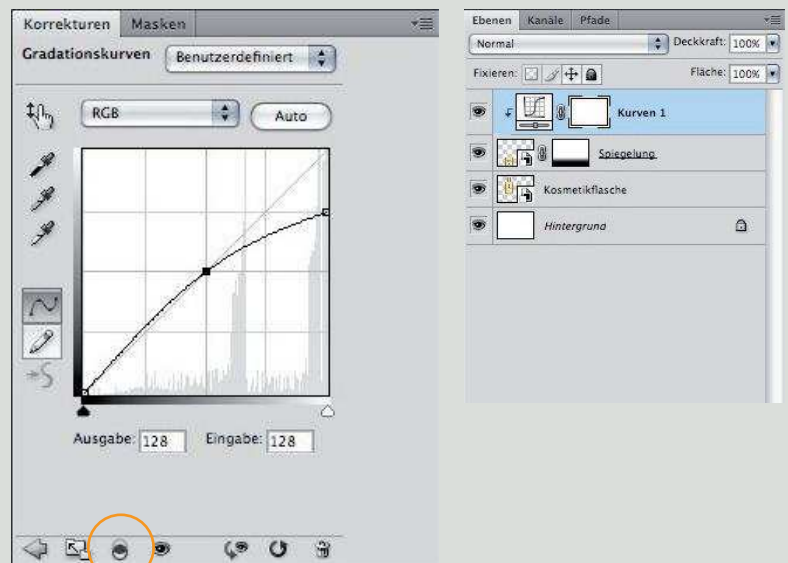 Korrekturen Masken
Gradationskurven Benutzerdefiniert
RGB Auto
Ausgabe: 128 Eingabe: 128
Ebenen Kanäle Pfade
Normal Deckkraft: 100%
Fixieren: Fläche: 100%
Kurven 1
Spiegelung
Kosmetikflasche
Hintergrund